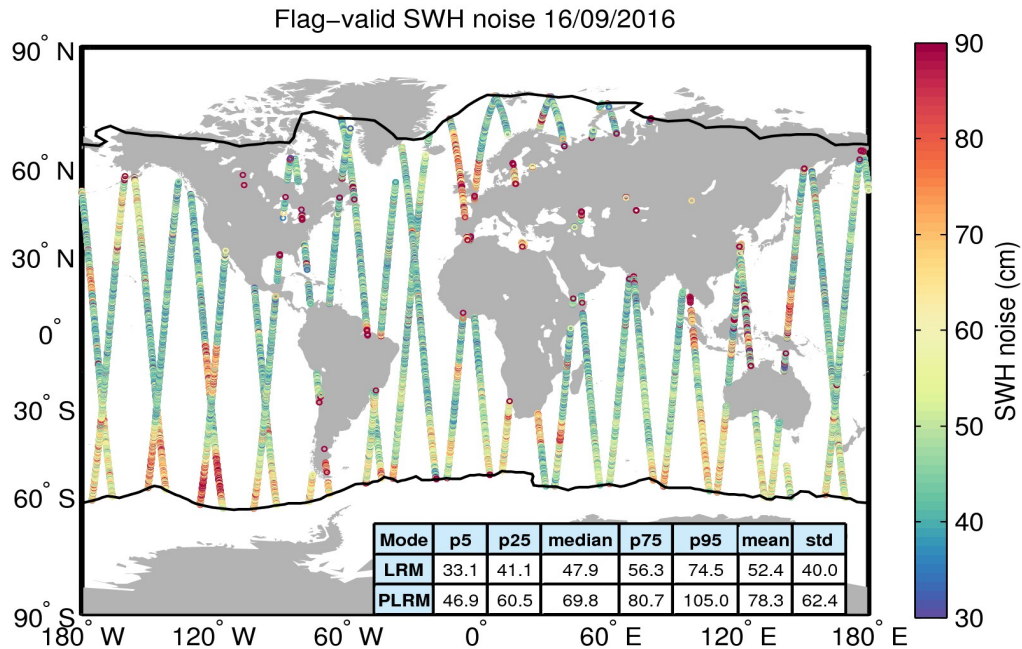 Flag−valid SWH noise 16/09/2016
90° N
60° N
30° N
0°
30° S
60° S
90° S
180° W 120° W 60° W 0° 60° E 120° E 180° E
90
80
70
60
50
40
30
SWH noise (cm)
Mode p5 p25 median p75 p95 mean std
LRM 33.1 41.1 47.9 56.3 74.5 52.4 40.0
PLRM 46.9 60.5 69.8 80.7 105.0 78.3 62.4